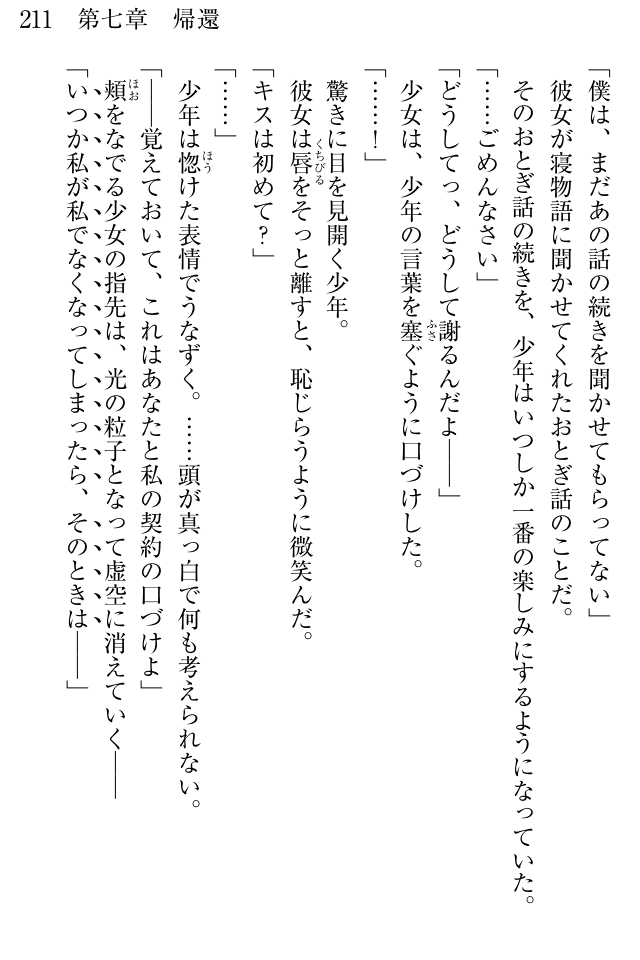 211　第七章　帰還
「僕は、まだあの話の続きを聞かせてもらってない」
彼女が寝物語に聞かせてくれたおとぎ話のことだ。
そのおとぎ話の続きを、少年はいつしか一番の楽しみにするようになっていた。
「……ごめんなさい」
「どうしてっ、どうして謝るんだよ――」
少女は、少年の言葉を塞ぐように口づけした。
「……！」
驚きに目を見開く少年。
彼女は唇をそっと離すと、恥じらうように微笑んだ。
「キスは初めて？」
「……」
少年は惚けた表情でうなずく。……頭が真っ白で何も考えられない。
「――覚えておいて、これはあなたと私の契約の口づけよ」
頬をなでる少女の指先は、光の粒子となって虚空に消えていく――
「いつか私が私でなくなってしまったら、そのときは――」